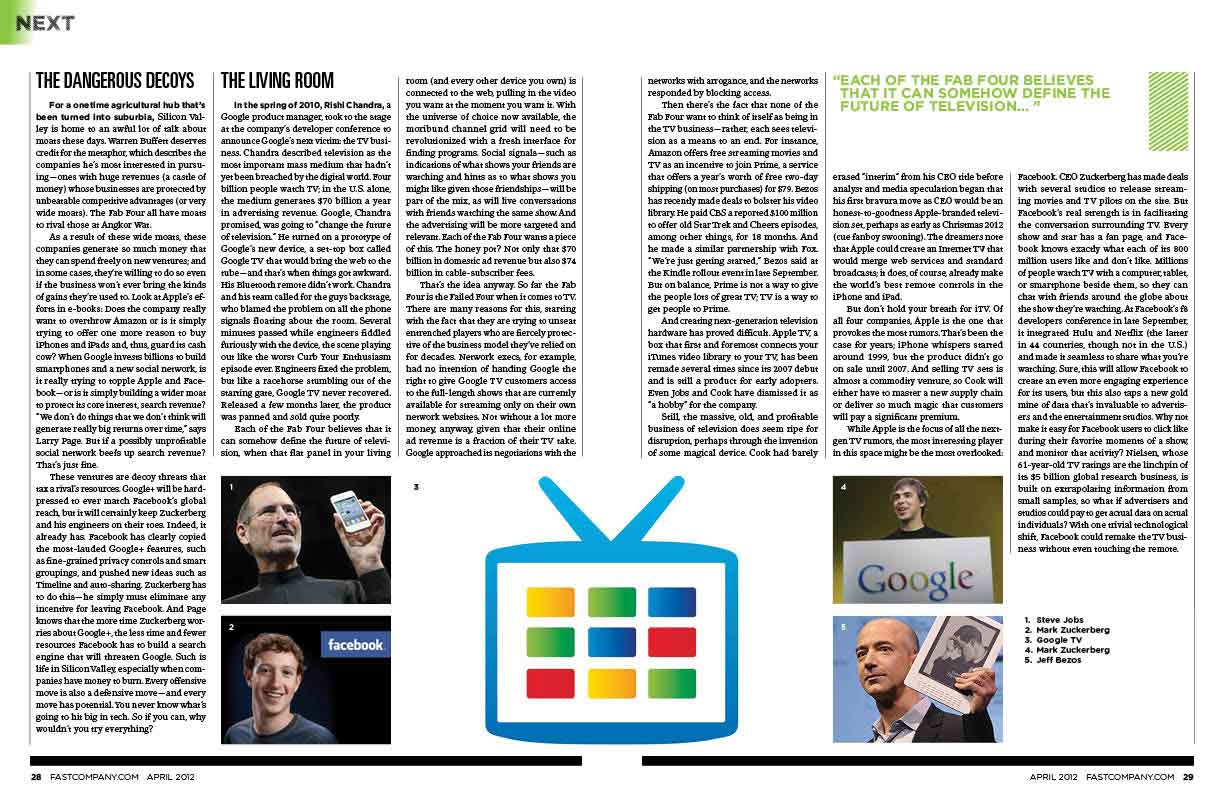 NEXT
THE DANGEROUS DECOYS
For a onetime agricultural hub that's
been turned into suburbia, Silicon Val-
ley is home to an awful lot of talk about
moats these days. Warren Buffett deserves
credit for the metaphor, which describes the
companies he's most interested in pursu-
ing—ones with huge revenues (a castle of
money) whose businesses are protected by
unbeatable competitive advantages (or very
wide moats). The Fab Four all have moats
to rival those at Angkor Wat.
As a result of these wide moats, these
companies generate so much money that
they can spend freely on new ventures; and
in some cases, they're willing to do so even
if the business won't ever bring the kinds
of gains they're used to. Look at Apple's ef-
forts in e-books: Does the company really
want to overthrow Amazon or is it simply
trying to offer one more reason to buy
iPhones and iPads and, thus, guard its cash
cow? When Google invests billions to build
smartphones and a new social network, is
it really trying to topple Apple and Face-
book—or is it simply building a wider moat
to protect its core interest, search revenue?
"We don't do things that we don't think will
generate really big returns over time," says
Larry Page. But if a possibly unprofitable
social network beefs up search revenue?
That's just fine.
These ventures are decoy threats that
tax a rival's resources. Google+ will be hard-
pressed to ever match Facebook's global
reach, but it will certainly keep Zuckerberg
and his engineers on their toes. Indeed, it
already has. Facebook has clearly copied
the most-lauded Google+ features, such
as fine-grained privacy controls and smart
groupings, and pushed new ideas such as
Timeline and auto-sharing. Zuckerberg has
to do this—he simply must eliminate any
incentive for leaving Facebook. And Page
knows that the more time Zuckerberg wor-
ries about Google+, the less time and fewer
resources Facebook has to build a search
engine that will threaten Google. Such is
life in Silicon Valley, especially when com-
panies have money to burn. Every offensive
move is also a defensive move—and every
move has potential. You never know what's
going to hit big in tech. So if you can, why
wouldn't you try everything?
THE LIVING ROOM
In the spring of 2010, Rishi Chandra, a
Google product manager, took to the stage
at the company's developer conference to
announce Google's next victim: the TV busi-
ness. Chandra described television as the
most important mass medium that hadn't
yet been breached by the digital world. Four
billion people watch TV; in the U.S. alone,
the medium generates $70 billion a year
in advertising revenue. Google, Chandra
promised, was going to "change the future
of television." He turned on a prototype of
Google's new device, a set-top box called
Google TV that would bring the web to the
tube—and that's when things got awkward.
His Bluetooth remote didn't work. Chandra
and his team called for the guys backstage,
who blamed the problem on all the phone
signals floating about the room. Several
minutes passed while engineers fiddled
furiously with the device, the scene playing
out like the worst Curb Your Enthusiasm
episode ever. Engineers fixed the problem,
but like a racehorse stumbling out of the
starting gate, Google TV never recovered.
Released a few months later, the product
was panned and sold quite poorly.
Each of the Fab Four believes that it
can somehow define the future of televi-
sion, when that flat panel in your living
room (and every other device you own) is
connected to the web, pulling in the video
you want at the moment you want it. With
the universe of choice now available, the
moribund channel grid will need to be
revolutionized with a fresh interface for
finding programs. Social signals—such as
indications of what shows your friends are
watching and hints as to what shows you
might like given those friendships—will be
part of the mix, as will live conversations
with friends watching the same show. And
the advertising will be more targeted and
relevant. Each of the Fab Four wants a piece
of this. The honey pot? Not only that $70
billion in domestic ad revenue but also $74
billion in cable-subscriber fees.
That's the idea anyway. So far the Fab
Four is the Failed Four when it comes to TV.
There are many reasons for this, starting
with the fact that they are trying to unseat
entrenched players who are fiercely protec-
tive of the business model they've relied on
for decades. Network execs, for example,
had no intention of handing Google the
right to give Google TV customers access
to the full-length shows that are currently
available for streaming only on their own
network websites. Not without a lot more
money, anyway, given that their online
ad revenue is a fraction of their TV take.
Google approached its negotiations with the
networks with arrogance, and the networks
responded by blocking access.
Then there's the fact that none of the
Fab Four want to think of itself as being in
the TV business—rather, each sees televi-
sion as a means to an end. For instance,
Amazon offers free streaming movies and
TV as an incentive to join Prime, a service
that offers a year's worth of free two-day
shipping (on most purchases) for $79. Bezos
has recently made deals to bolster his video
library. He paid CBS a reported $100 million
to offer old Star Trek and Cheers episodes,
among other things, for 18 months. And
he made a similar partnership with Fox.
"We're just getting started," Bezos said at
the Kindle rollout event in late September.
But on balance, Prime is not a way to give
the people lots of great TV; TV is a way to
get people to Prime.
And creating next-generation television
hardware has proved difficult. Apple TV, a
box that first and foremost connects your
iTunes video library to your TV, has been
remade several times since its 2007 debut
and is still a product for early adopters.
Even Jobs and Cook have dismissed it as
"a hobby" for the company.
Still, the massive, old, and profitable
business of television does seem ripe for
disruption, perhaps through the invention
of some magical device. Cook had barely
"EACH OF THE FAB FOUR BELIEVES
THAT IT CAN SOMEHOW DEFINE THE
FUTURE OF TELEVISION... "
erased "interim" from his CEO title before
analyst and media speculation began that
his first bravura move as CEO would be an
honest-to-goodness Apple-branded televi-
sion set, perhaps as early as Christmas 2012
(cue fanboy swooning). The dreamers note
that Apple could create an Internet TV that
would merge web services and standard
broadcasts; it does, of course, already make
the world's best remote controls in the
iPhone and iPad.
But don't hold your breath for iTV. Of
all four companies, Apple is the one that
provokes the most rumors. That's been the
case for years; iPhone whispers started
around 1999, but the product didn't go
on sale until 2007. And selling TV sets is
almost a commodity venture, so Cook will
either have to master a new supply chain
or deliver so much magic that customers
will pay a significant premium.
While Apple is the focus of all the next-
gen TV rumors, the most interesting player
in this space might be the most overlooked:
Facebook. CEO Zuckerberg has made deals
with several studios to release stream-
ing movies and TV pilots on the site. But
Facebook's real strength is in facilitating
the conversation surrounding TV. Every
show and star has a fan page, and Face-
book knows exactly what each of its 800
million users like and don't like. Millions
of people watch TV with a computer, tablet,
or smartphone beside them, so they can
chat with friends around the globe about
the show they're watching. At Facebook's f8
developers conference in late September,
it integrated Hulu and Netflix (the latter
in 44 countries, though not in the U.S.)
and made it seamless to share what you're
watching. Sure, this will allow Facebook to
create an even more engaging experience
for its users, but this also taps a new gold
mine of data that's invaluable to advertis-
ers and the entertainment studios. Why not
make it easy for Facebook users to click like
during their favorite moments of a show,
and monitor that activity? Nielsen, whose
61-year-old TV ratings are the linchpin of
its $5 billion global research business, is
built on extrapolating information from
small samples, so what if advertisers and
studios could pay to get actual data on actual
individuals? With one trivial technological
shift, Facebook could remake the TV busi-
ness without even touching the remote.
1
2
facebook
3
4
Google
5
1. Steve Jobs
2. Mark Zuckerberg
3. Google TV
4. Mark Zuckerberg
5. Jeff Bezos
28 FASTCOMPANY.COM APRIL 2012
APRIL 2012 FASTCOMPANY.COM 29